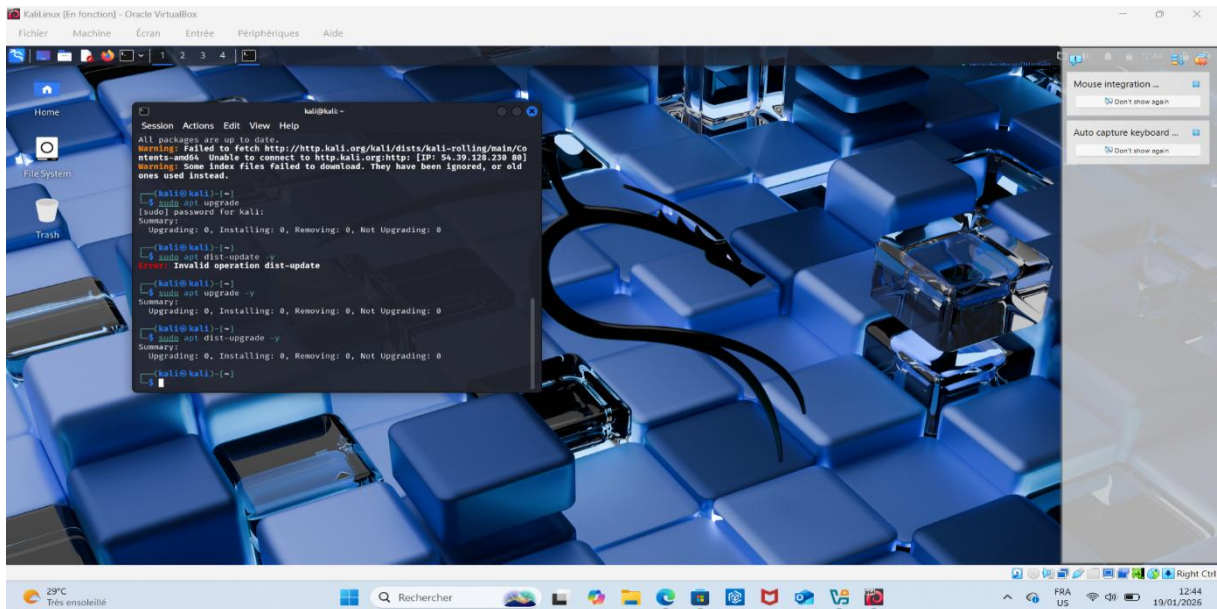 KaliLinux [En fonction] - Oracle VirtualBox
Fichier Machine Écran Entrée Périphériques Aide
1 2 3 4
12:44
Home
File System
Trash
kali@kali: ~
Session Actions Edit View Help
All packages are up to date.
Warning: Failed to fetch http://http.kali.org/kali/dists/kali-rolling/main/Co
ntents-amd64 Unable to connect to http.kali.org:http: [IP: 54.39.128.230 80]
Warning: Some index files failed to download. They have been ignored, or old
ones used instead.
┌──(kali㉿kali)-[~]
└─$ sudo apt upgrade
[sudo] password for kali:
Summary:
Upgrading: 0, Installing: 0, Removing: 0, Not Upgrading: 0
┌──(kali㉿kali)-[~]
└─$ sudo apt dist-update -y
Error: Invalid operation dist-update
┌──(kali㉿kali)-[~]
└─$ sudo apt upgrade -y
Summary:
Upgrading: 0, Installing: 0, Removing: 0, Not Upgrading: 0
┌──(kali㉿kali)-[~]
└─$ sudo apt dist-upgrade -y
Summary:
Upgrading: 0, Installing: 0, Removing: 0, Not Upgrading: 0
┌──(kali㉿kali)-[~]
└─$
Mouse integration ...
Don't show again
Auto capture keyboard ...
Don't show again
Right Ctrl
29°C
Très ensoleillé
Rechercher
FRA
US
12:44
19/01/2026